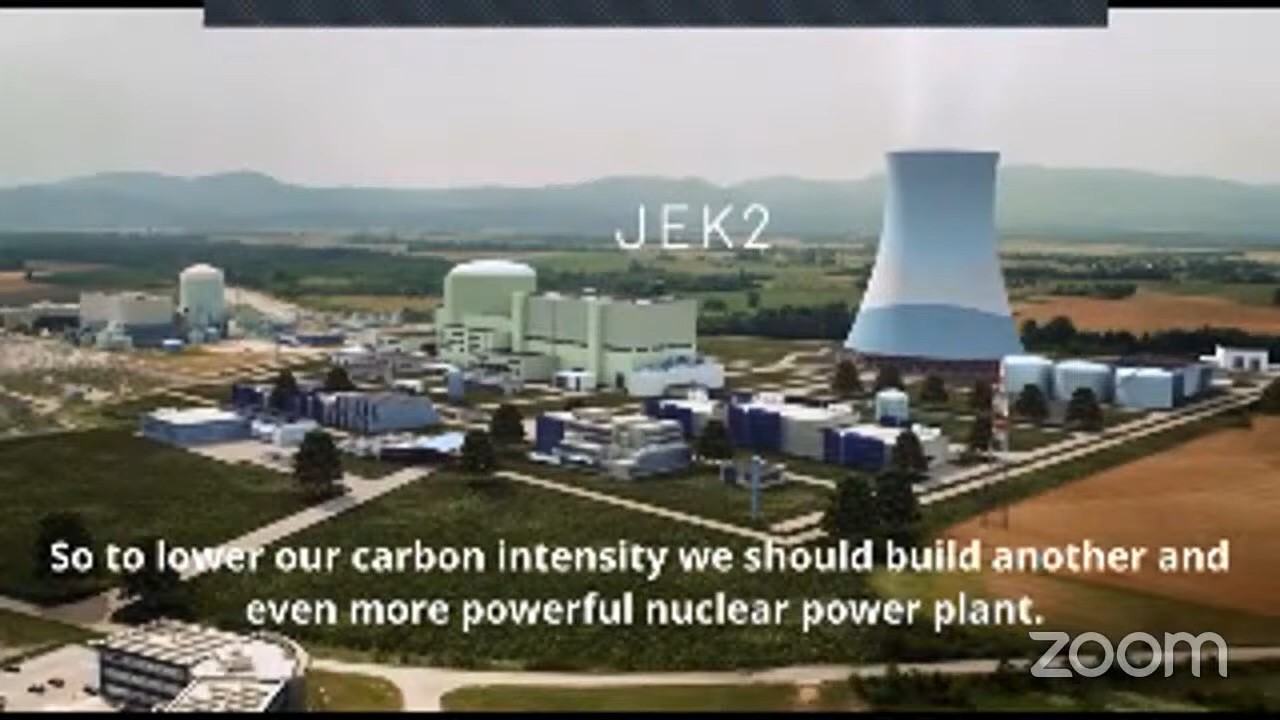 JEK2
So to lower our carbon intensity we should build another and
even more powerful nuclear power plant.
zoom